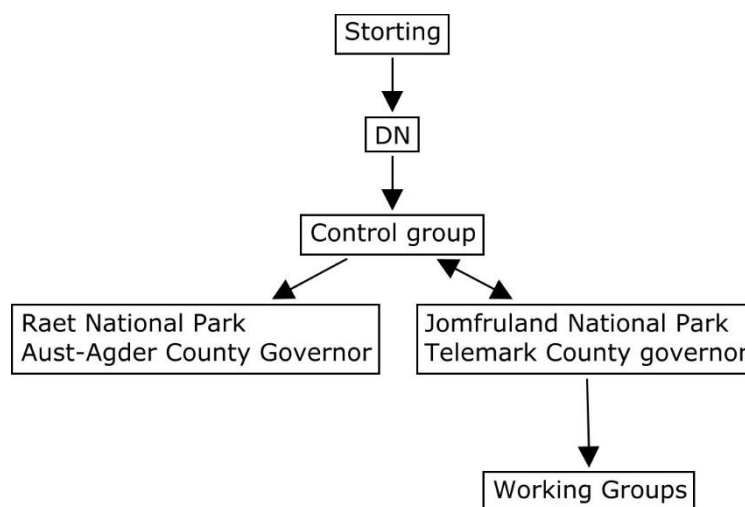 Storting
DN
Control group
Raet National Park
Aust-Agder County Governor
Jomfruland National Park
Telemark County governor
Working Groups